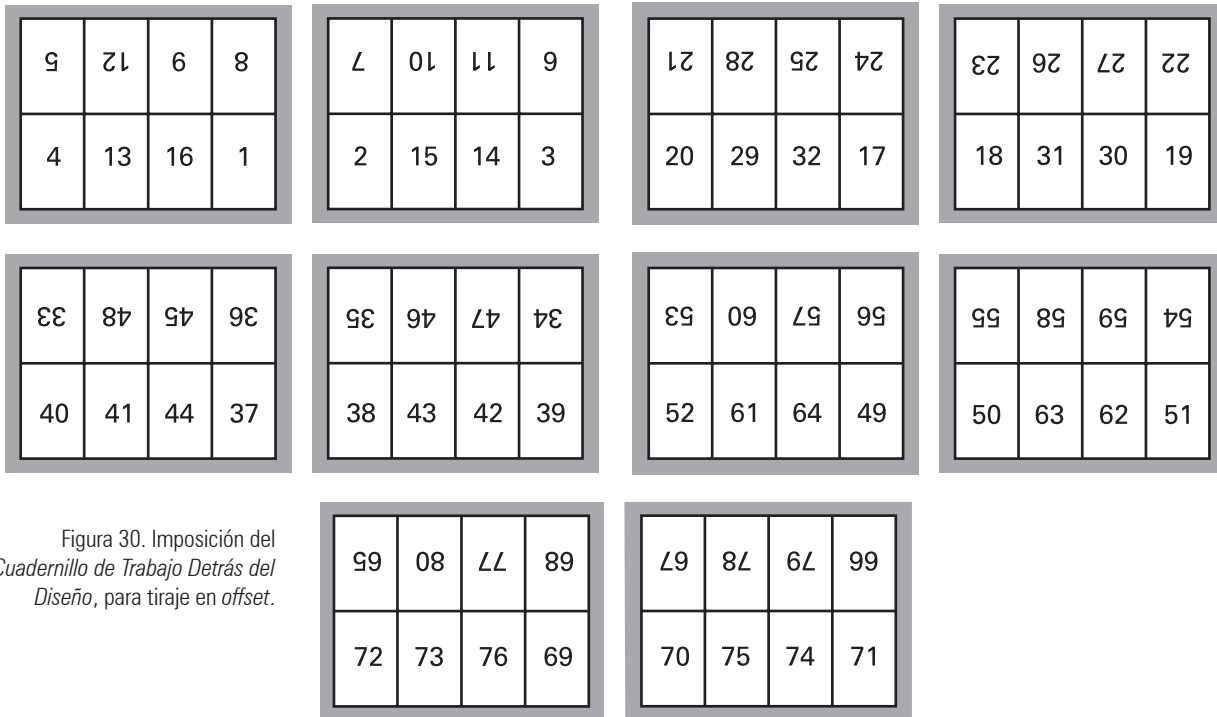 5 12 9 8
4 13 16 1
7 10 11 6
2 15 14 3
21 28 25 24
20 29 32 17
23 26 27 22
18 31 30 19
33 48 45 36
40 41 44 37
35 46 47 34
38 43 42 39
53 60 57 56
52 61 64 49
55 58 59 54
50 63 62 51
Figura 30. Imposición del
Cuadernillo de Trabajo Detrás del
Diseño, para tiraje en offset.
65 80 77 68
72 73 76 69
67 78 79 66
70 75 74 71